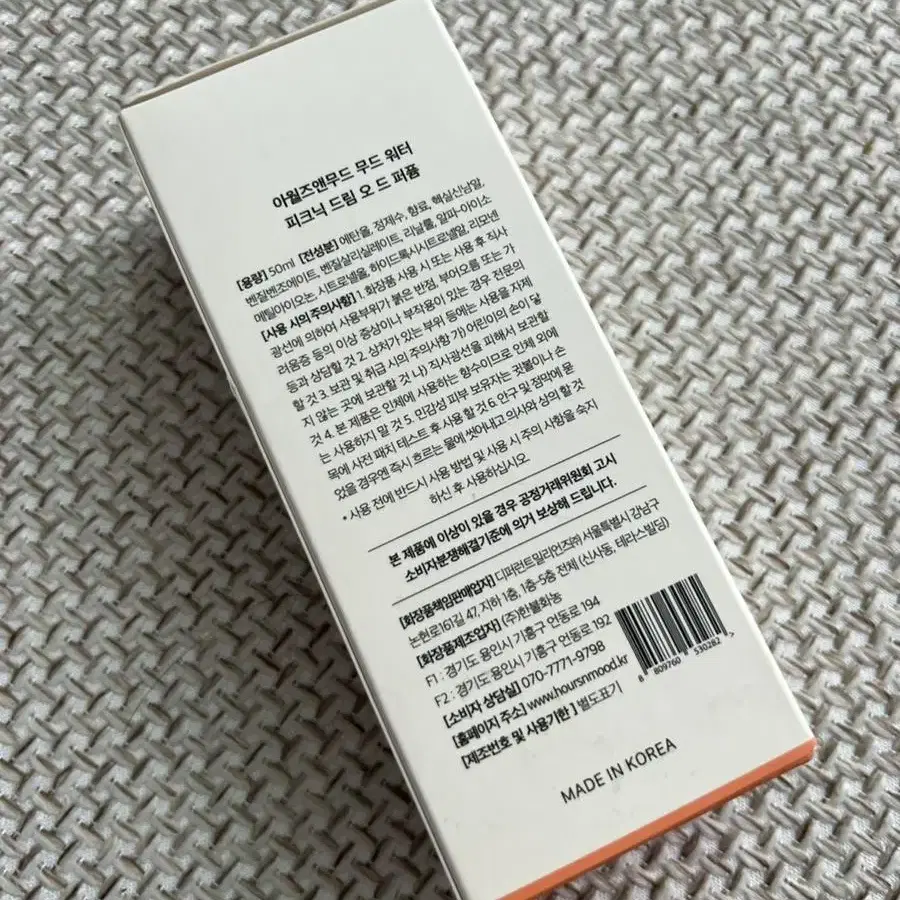 아월즈앤무드 무드 워터
피크닉 드림 오 드 퍼퓸
[용량] 50ml [전성분] 에탄올, 정제수, 향료, 헥실신남알,
벤질벤조에이트, 벤질살리실레이트, 리날룰, 알파-아이소
메틸아이오논, 시트로넬올, 하이드록시시트로넬알, 리모넨
[사용 시의 주의사항] 1. 화장품 사용 시 또는 사용 후 직사
광선에 의하여 사용부위가 붉은 반점, 부어오름 또는 가
려움증 등의 이상 증상이나 부작용이 있는 경우 전문의
등과 상담할 것 2. 상처가 있는 부위 등에는 사용을 자제
할 것 3. 보관 및 취급 시의 주의사항 가) 어린이의 손이 닿
지 않는 곳에 보관할 것 나) 직사광선을 피해서 보관할
것 4. 본 제품은 인체에 사용하는 향수이므로 인체 외에
는 사용하지 말 것 5. 민감성 피부 보유자는 귓볼이나 손
목에 사전 패치 테스트 후 사용 할 것 6. 안구 및 점막에 묻
었을 경우엔 즉시 흐르는 물에 씻어내고 의사와 상의 할 것
* 사용 전에 반드시 사용 방법 및 사용 시 주의 사항을 숙지
하신 후 사용하십시오.
본 제품에 이상이 있을 경우 공정거래위원회 고시
소비자분쟁해결기준에 의거 보상해 드립니다.
[화장품책임판매업자] 디퍼런트밀리언즈㈜ 서울특별시 강남구
논현로161길 47, 지하 1층, 1층-5층 전체 (신사동, 테라스빌딩)
[화장품제조업자] (주)한불화농
F1 : 경기도 용인시 기흥구 언동로 194
F2 : 경기도 용인시 기흥구 언동로 192
[소비자 상담실] 070-7771-9798
[홈페이지 주소] www.hoursnmood.kr
[제조번호 및 사용기한 ] 별도표기
8 809760 530282 >
MADE IN KOREA